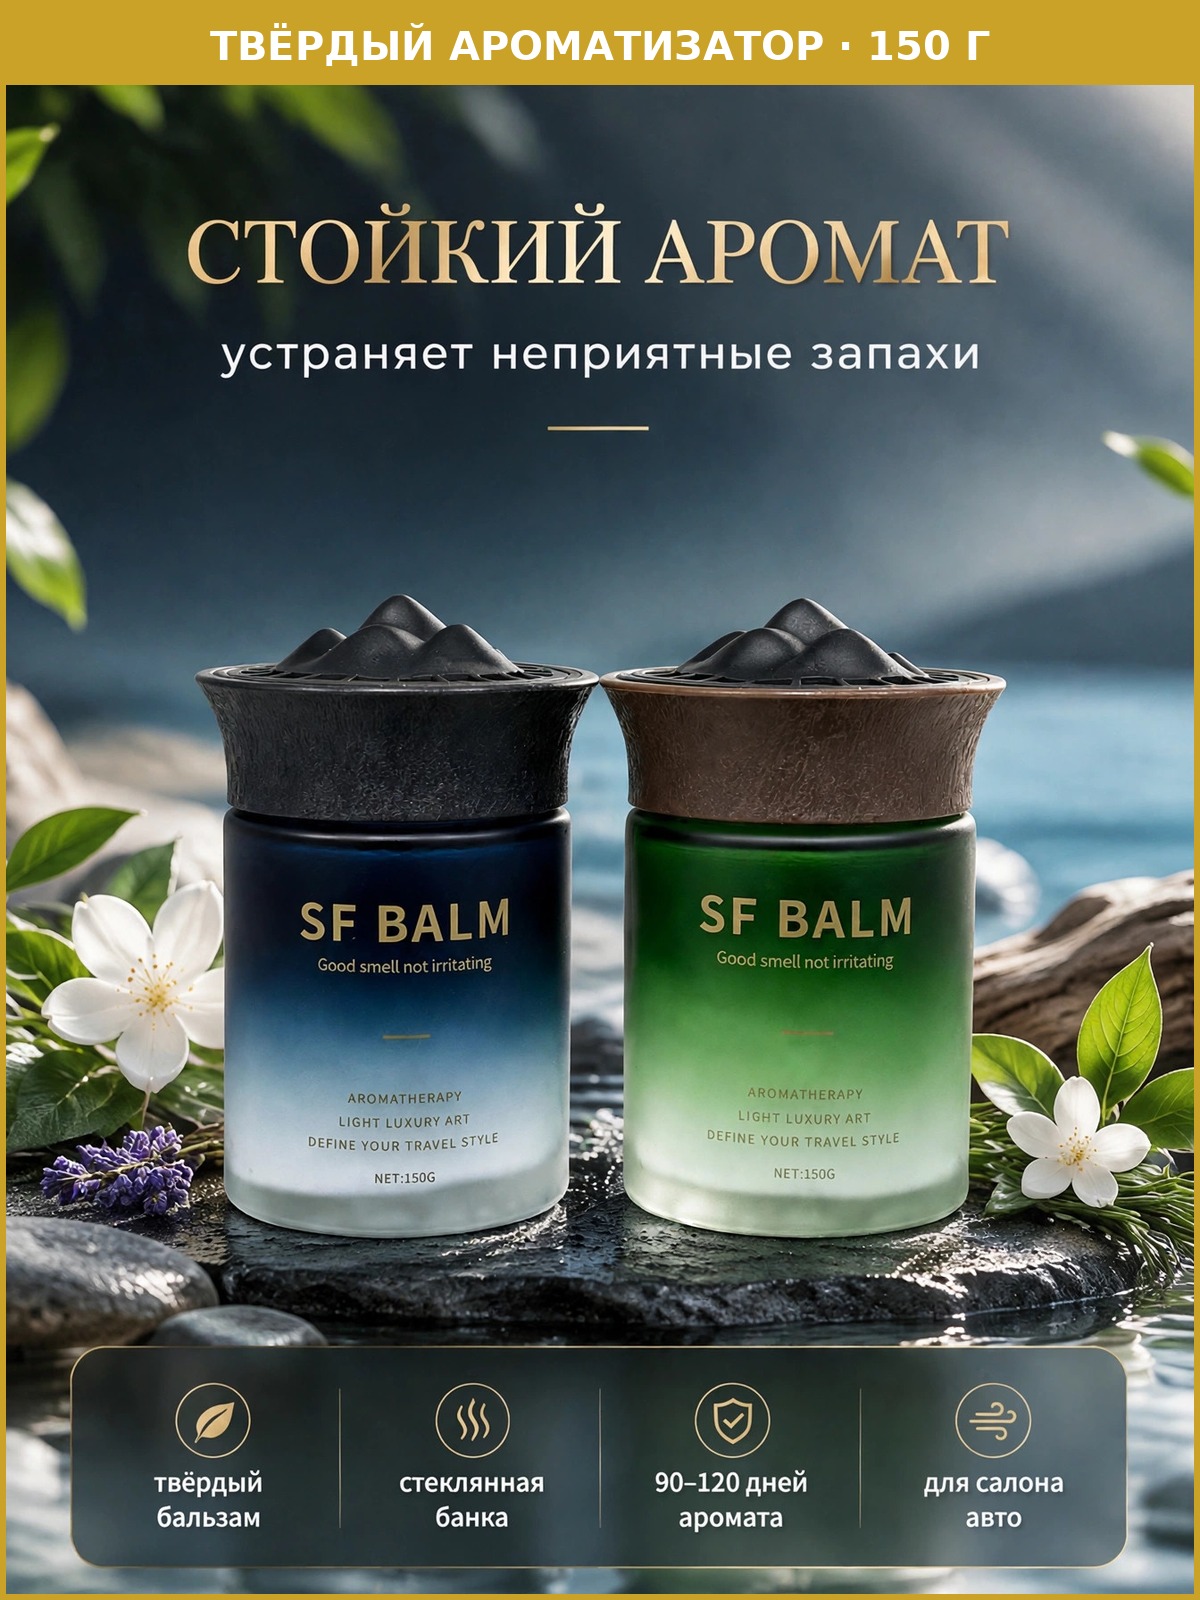 ТВЁРДЫЙ АРОМАТИЗАТОР · 150 Г
СТОЙКИЙ АРОМАТ
устраняет неприятные запахи
SF BALM
Good smell not irritating
AROMATHERAPY
LIGHT LUXURY ART
DEFINE YOUR TRAVEL STYLE
NET:150G
SF BALM
Good smell not irritating
AROMATHERAPY
LIGHT LUXURY ART
DEFINE YOUR TRAVEL STYLE
NET:150G
твёрдый
бальзам
стеклянная
банка
90–120 дней
аромата
для салона
авто